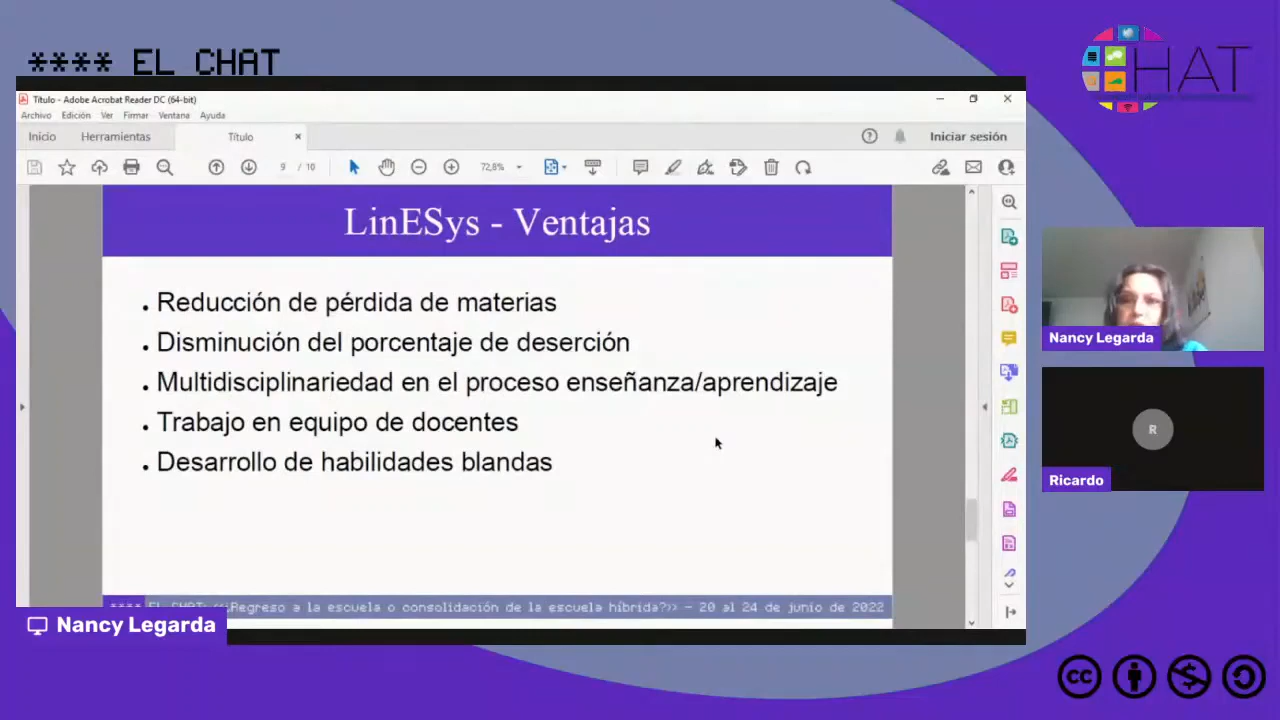 **** EL CHAT
HAT
Título - Adobe Acrobat Reader DC (64-bit)
Archivo Edición Ver Firmar Ventana Ayuda
Inicio Herramientas Título Iniciar sesión
9 / 10 72,8%
LinESys - Ventajas
. Reducción de pérdida de materias
. Disminución del porcentaje de deserción
. Multidisciplinariedad en el proceso enseñanza/aprendizaje
. Trabajo en equipo de docentes
. Desarrollo de habilidades blandas
**** EL CHAT: <<¿Regreso a la escuela o consolidación de la escuela híbrida?>> - 20 al 24 de junio de 2022
Nancy Legarda
Nancy Legarda
R
Ricardo
CC